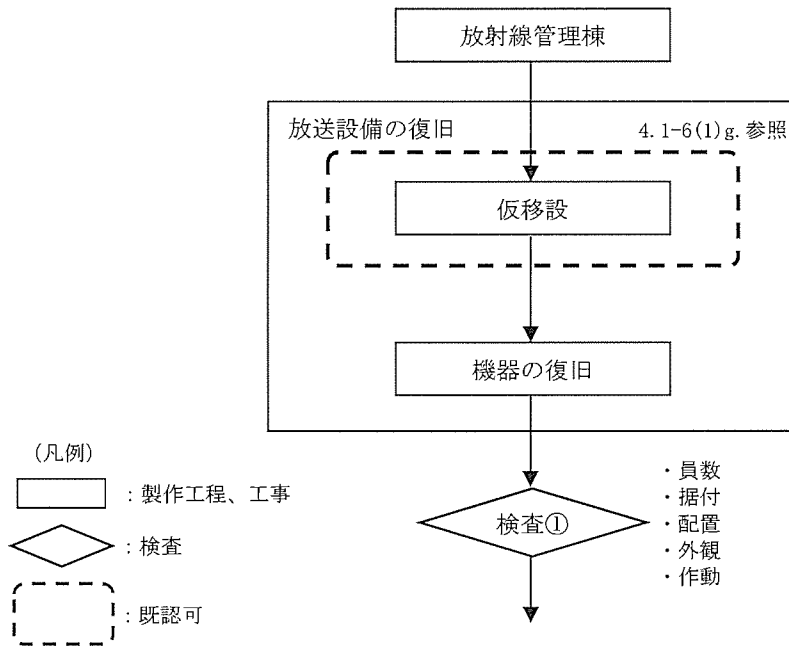 放射線管理棟
放送設備の復旧
4.1-6(1)g.参照
仮移設
機器の復旧
検査①
・員数
・据付
・配置
・外観
・作動
(凡例)
：製作工程、工事
：検査
：既認可